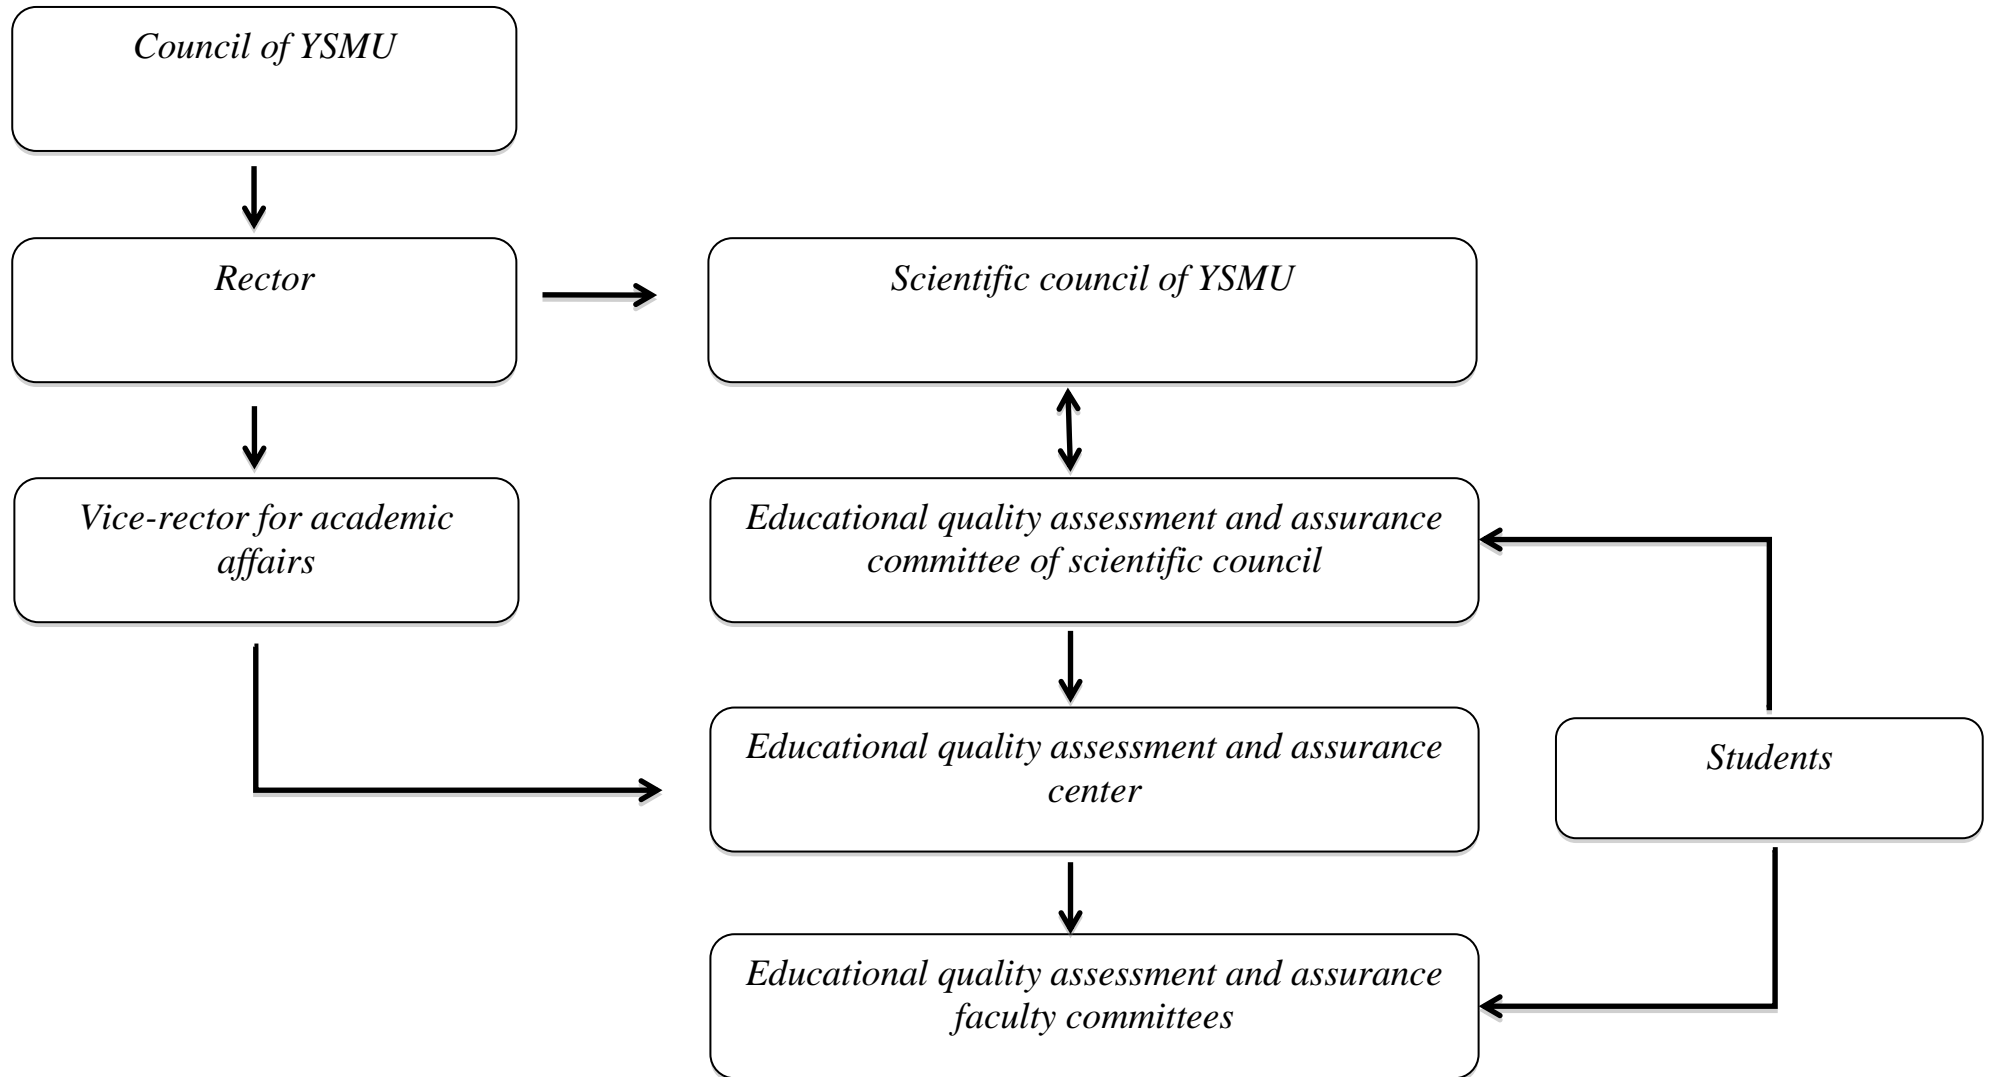 Council of YSMU
Rector
Scientific council of YSMU
Vice-rector for academic
affairs
Educational quality assessment and assurance
committee of scientific council
Educational quality assessment and assurance
center
Students
Educational quality assessment and assurance
faculty committees